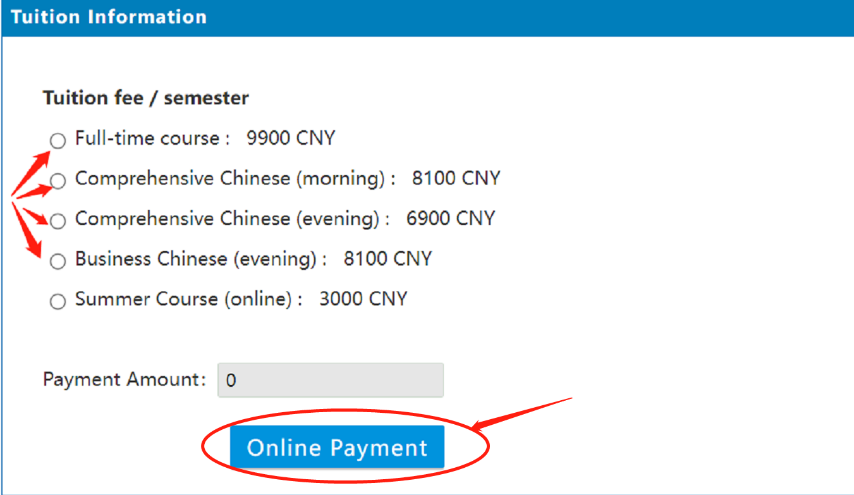 Tuition Information
Tuition fee / semester
Full-time course : 9900 CNY
Comprehensive Chinese (morning) : 8100 CNY
Comprehensive Chinese (evening) : 6900 CNY
Business Chinese (evening) : 8100 CNY
Summer Course (online) : 3000 CNY
Payment Amount: 0
Online Payment